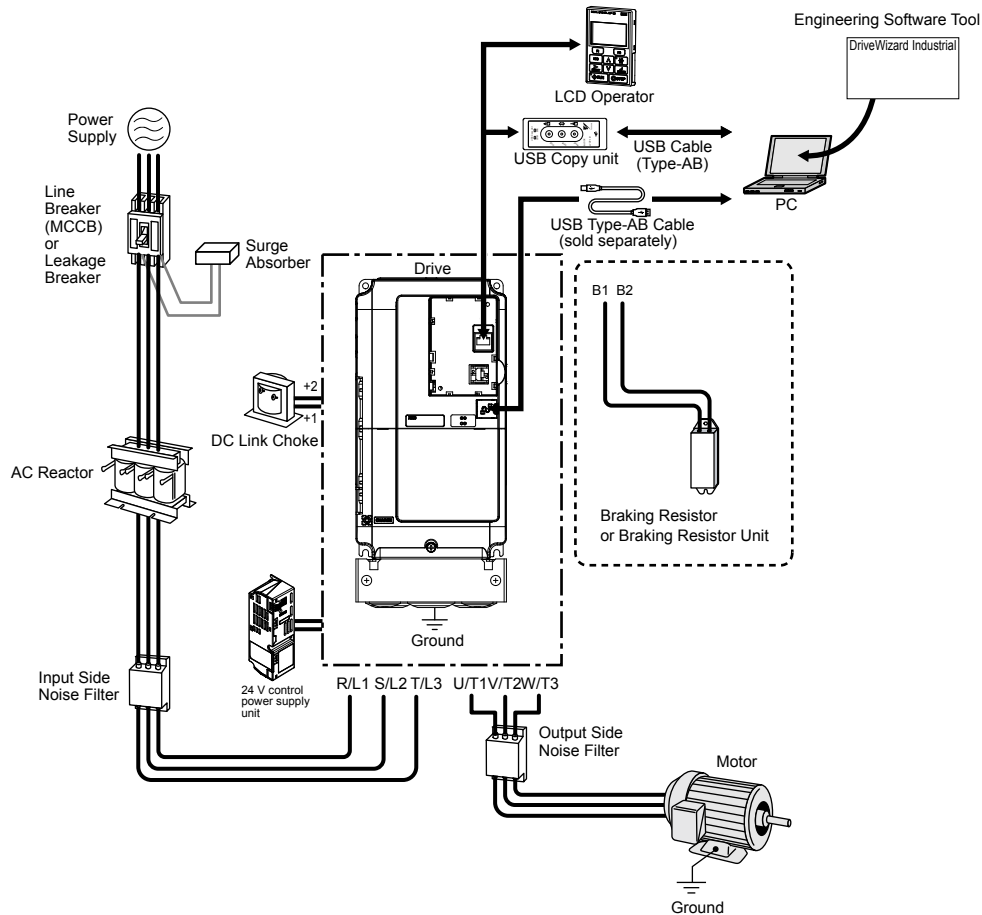 Engineering Software Tool
DriveWizard Industrial
LCD Operator
Power
Supply
USB Copy unit
USB Cable
(Type-AB)
PC
USB Type-AB Cable
(sold separately)
Line
Breaker
(MCCB)
or
Leakage
Breaker
Surge
Absorber
Drive
B1 B2
+2
+1
DC Link Choke
AC Reactor
Braking Resistor
or Braking Resistor Unit
Ground
Input Side
Noise Filter
24 V control
power supply
unit
R/L1 S/L2 T/L3 U/T1 V/T2 W/T3
Output Side
Noise Filter
Motor
Ground